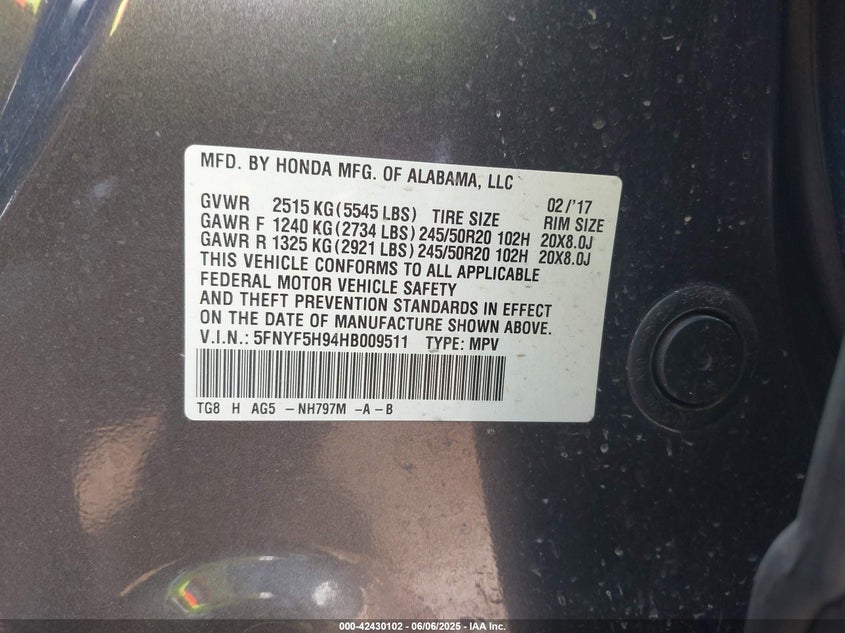 MFD. BY HONDA MFG. OF ALABAMA, LLC
GVWR 2515 KG (5545 LBS) TIRE SIZE 02 /'17 RIM SIZE
GAWR F 1240 KG (2734 LBS) 245/50R20 102H 20X8.0J
GAWR R 1325 KG (2921 LBS) 245/50R20 102H 20X8.0J
THIS VEHICLE CONFORMS TO ALL APPLICABLE
FEDERAL MOTOR VEHICLE SAFETY
AND THEFT PREVENTION STANDARDS IN EFFECT
ON THE DATE OF MANUFACTURE SHOWN ABOVE.
V.I.N.: 5FNYF5H94HB009511 TYPE: MPV
TG8 H AG5 -NH797M -A-B
000-42430102 - 06/06/2025 - IAA Inc.